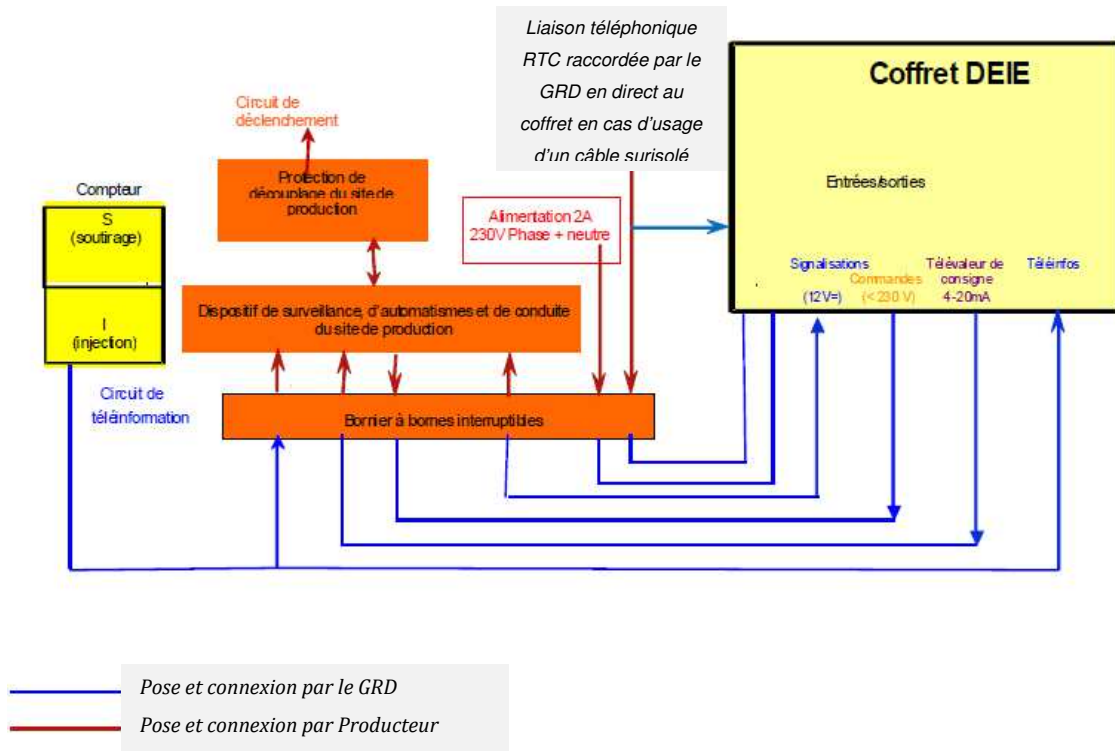 Liaison téléphonique
RTC raccordée par le
GRD en direct au
coffret en cas d'usage
d'un câble surisolé
Coffret DEIE
Circuit de
déclenchement
Protection de
découplage du site de
production
Compteur
S
(soutirage)
I
(injection)
Alimentation 2A
230V Phase + neutre
Entrées/sorties
Signalisations
(12V=)
Commandes
(< 230 V)
Télévaleur de
consigne
4-20mA
Téléinfos
Dispositif de surveillance, d'automatismes et de conduite
du site de production
Circuit de
téléinformation
Bornier à bornes interruptibles
Pose et connexion par le GRD
Pose et connexion par Producteur